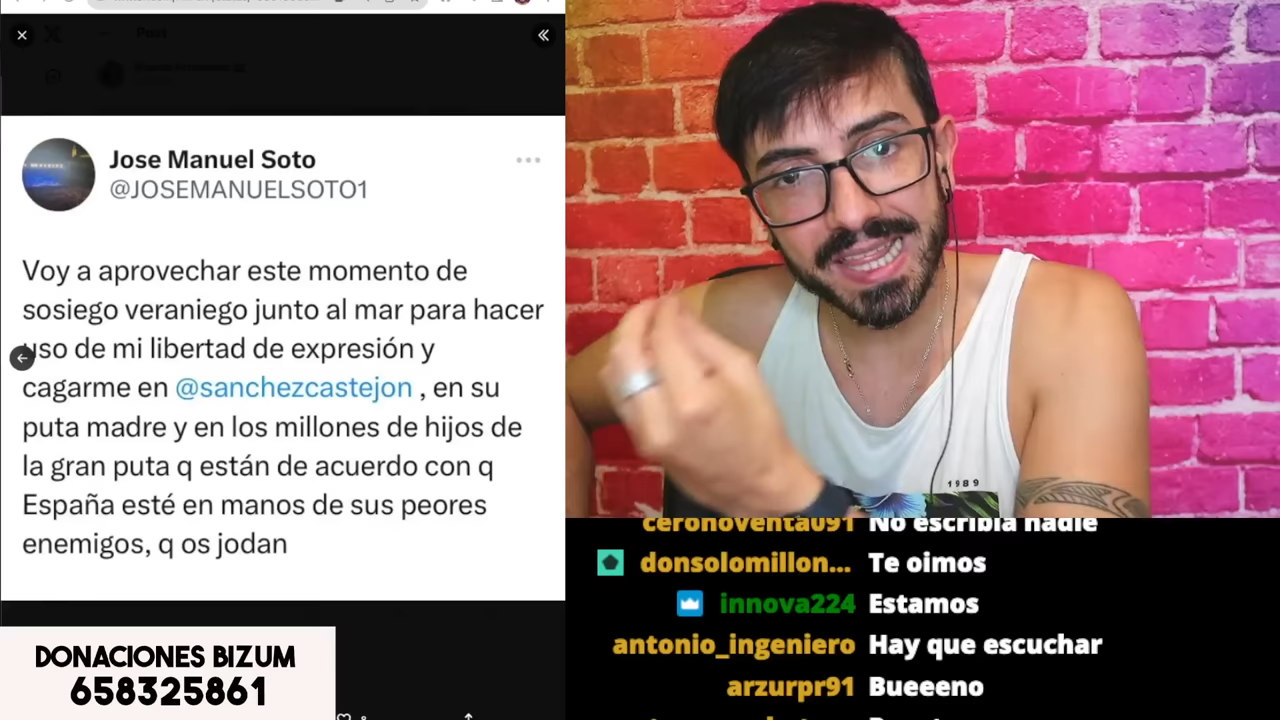 Post
Jose Manuel Soto
@JOSEMANUELSOTO1
Voy a aprovechar este momento de
sosiego veraniego junto al mar para hacer
uso de mi libertad de expresión y
cagarme en @sanchezcastejon , en su
puta madre y en los millones de hijos de
la gran puta q están de acuerdo con q
España esté en manos de sus peores
enemigos, q os jodan
DONACIONES BIZUM
658325861
1989
ceronoventa091 No escribía nadie
donsolomillon... Te oimos
innova224 Estamos
antonio_ingeniero Hay que escuchar
arzurpr91 Bueeeno